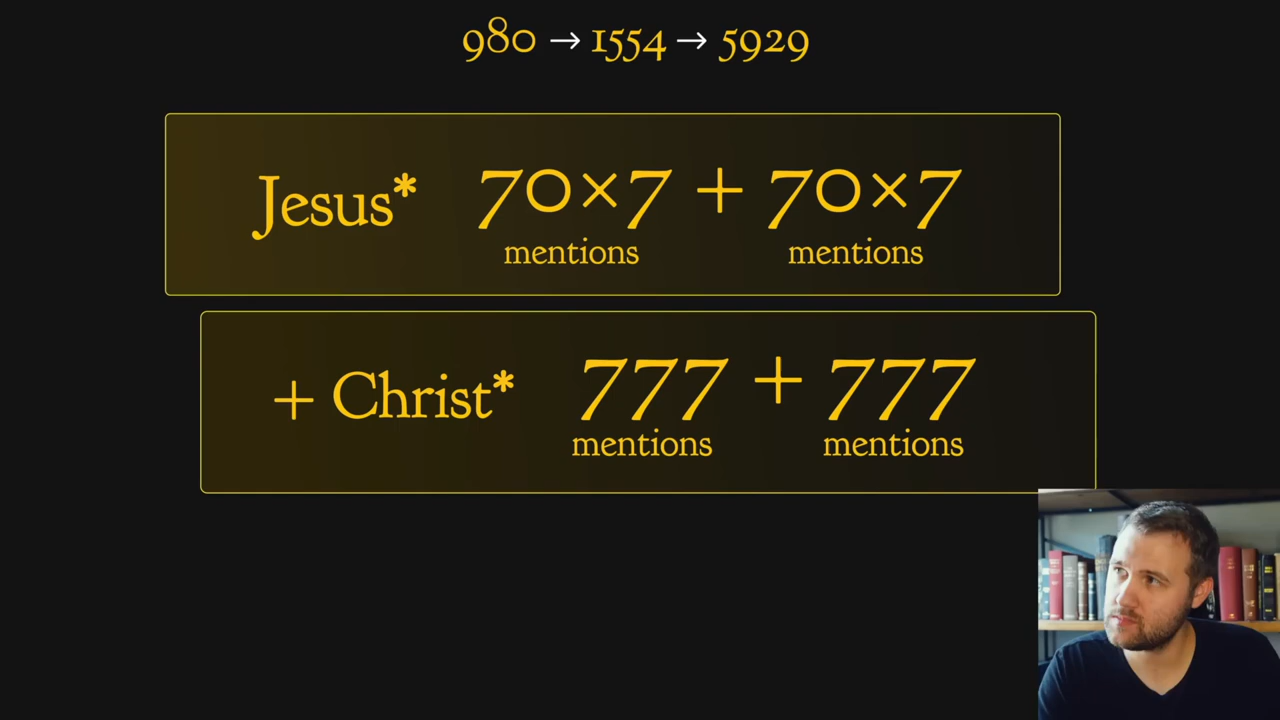 980 → 1554 → 5929
Jesus* 70×7 + 70×7
mentions mentions
+ Christ* 777 + 777
mentions mentions